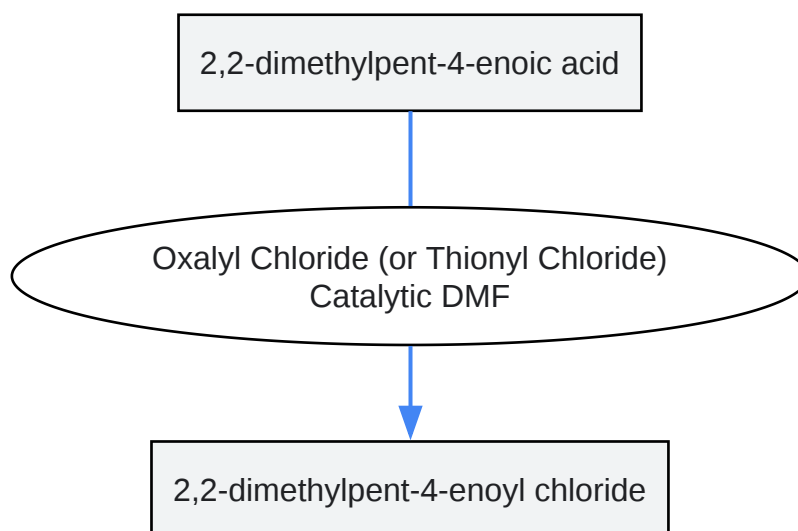 2,2-dimethylpent-4-enoic acid
Oxalyl Chloride (or Thionyl Chloride)
Catalytic DMF
2,2-dimethylpent-4-enoyl chloride